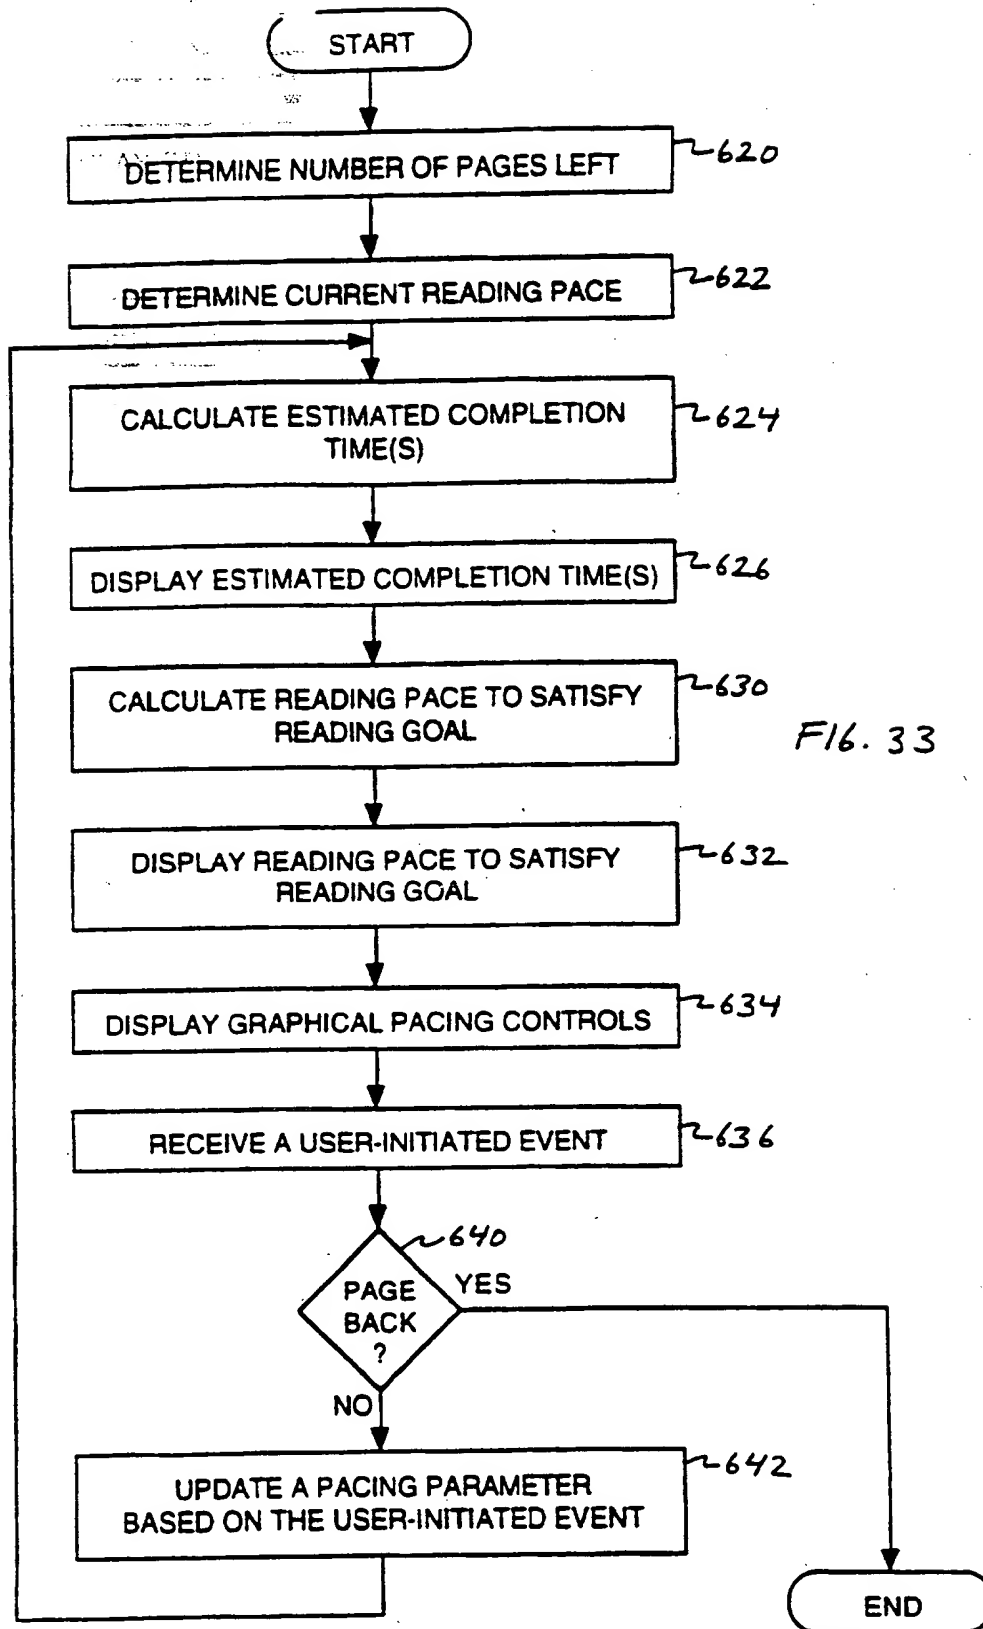 START
DETERMINE NUMBER OF PAGES LEFT
620
DETERMINE CURRENT READING PACE
622
CALCULATE ESTIMATED COMPLETION
TIME(S)
624
DISPLAY ESTIMATED COMPLETION TIME(S)
626
CALCULATE READING PACE TO SATISFY
READING GOAL
630
FIG. 33
DISPLAY READING PACE TO SATISFY
READING GOAL
632
DISPLAY GRAPHICAL PACING CONTROLS
634
RECEIVE A USER-INITIATED EVENT
636
640
PAGE
BACK
?
YES
NO
UPDATE A PACING PARAMETER
BASED ON THE USER-INITIATED EVENT
642
END